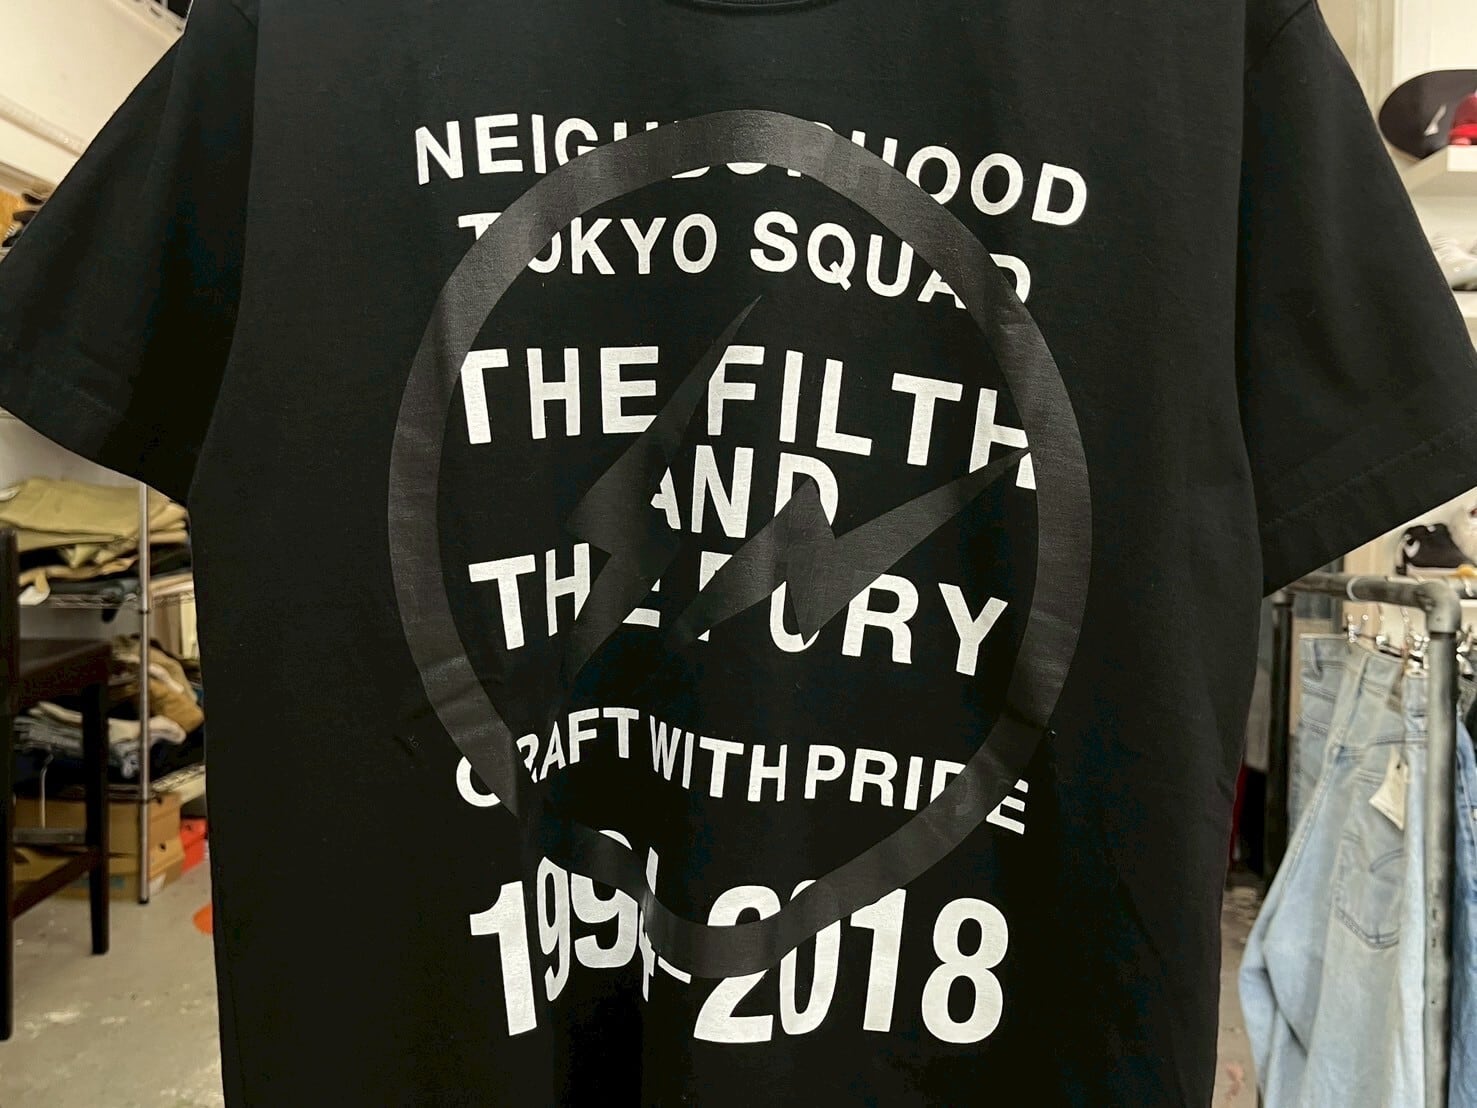 NEIGHBORHOOD
TOKYO SQUAD
THE FILTH
AND
THE FURY
CRAFT WITH PRIDE
1994-2018